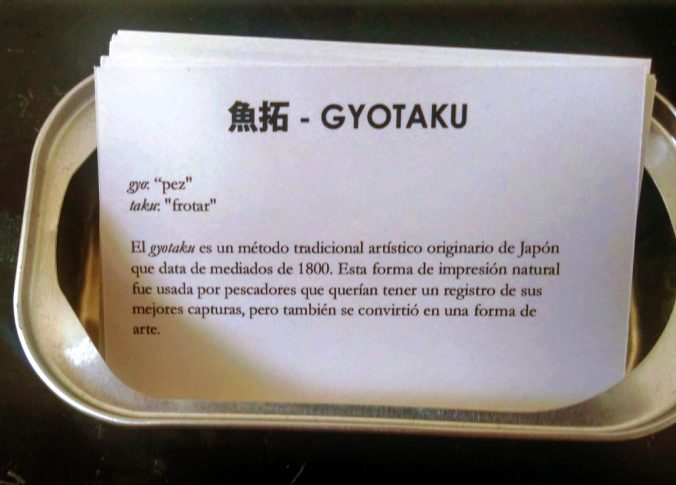 魚拓 - GYOTAKU
gyo: “pez"
taku: "frotar"
El gyotaku es un método tradicional artístico originario de Japón
que data de mediados de 1800. Esta forma de impresión natural
fue usada por pescadores que querían tener un registro de sus
mejores capturas, pero también se convirtió en una forma de
arte.